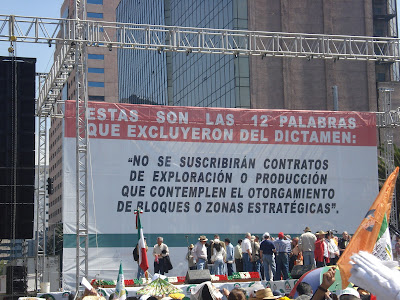 ESTAS SON LAS 12 PALABRAS
QUE EXCLUYERON DEL DICTAMEN:
"NO SE SUSCRIBIRÁN CONTRATOS
DE EXPLORACIÓN O PRODUCCIÓN
QUE CONTEMPLEN EL OTORGAMIENTO
DE BLOQUES O ZONAS ESTRATÉGICAS".